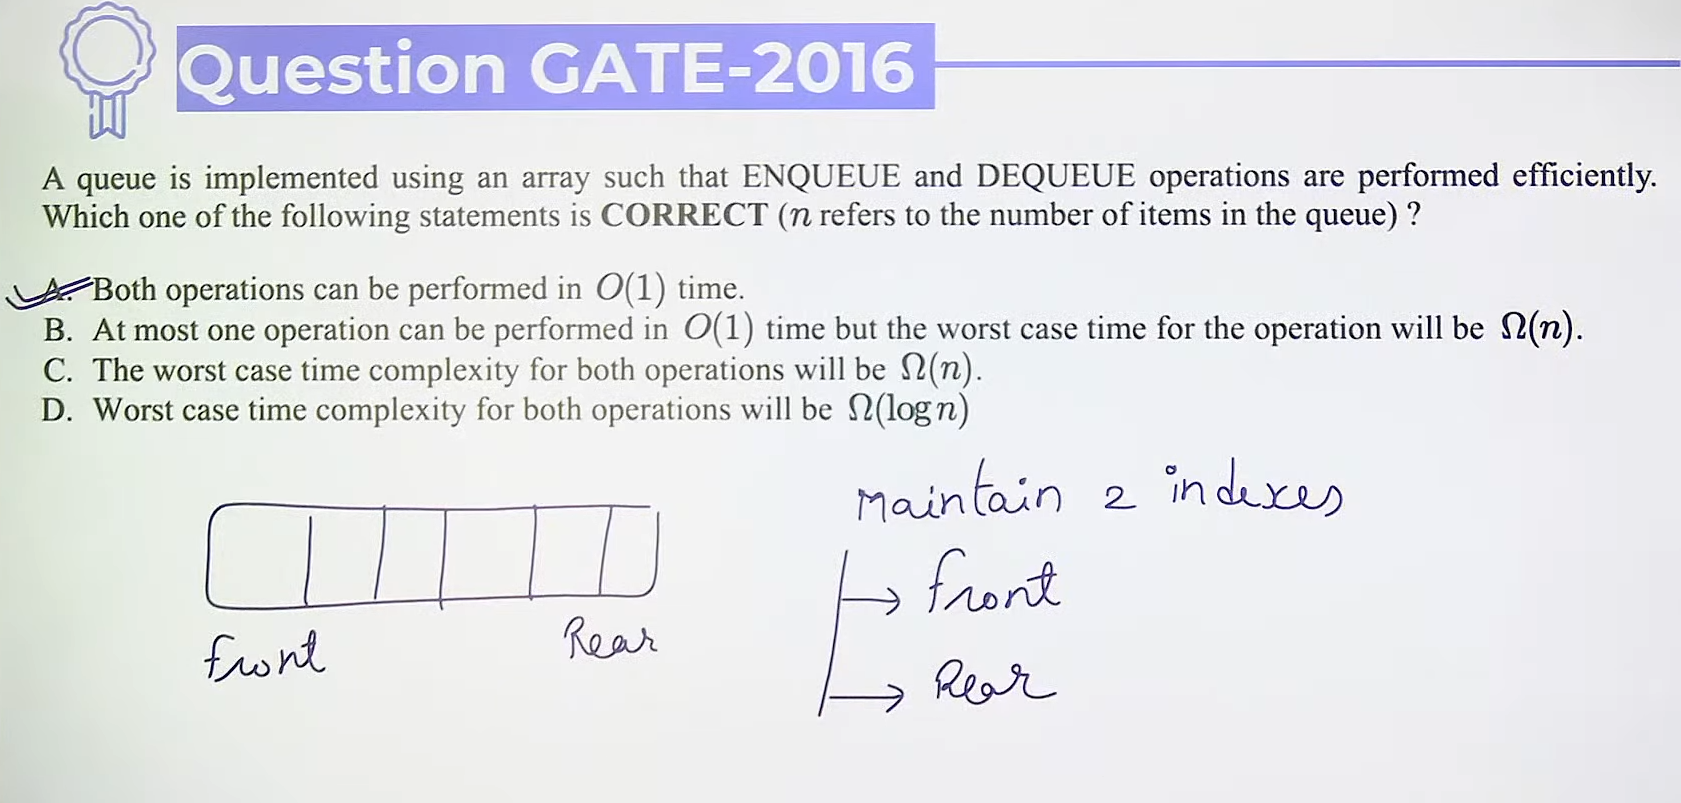 Question GATE-2016
A queue is implemented using an array such that ENQUEUE and DEQUEUE operations are performed efficiently.
Which one of the following statements is CORRECT (n refers to the number of items in the queue) ?
A. Both operations can be performed in O(1) time.
B. At most one operation can be performed in O(1) time but the worst case time for the operation will be Ω(n).
C. The worst case time complexity for both operations will be Ω(n).
D. Worst case time complexity for both operations will be Ω(log n)
Maintain 2 indexes
front
Rear
front
Rear